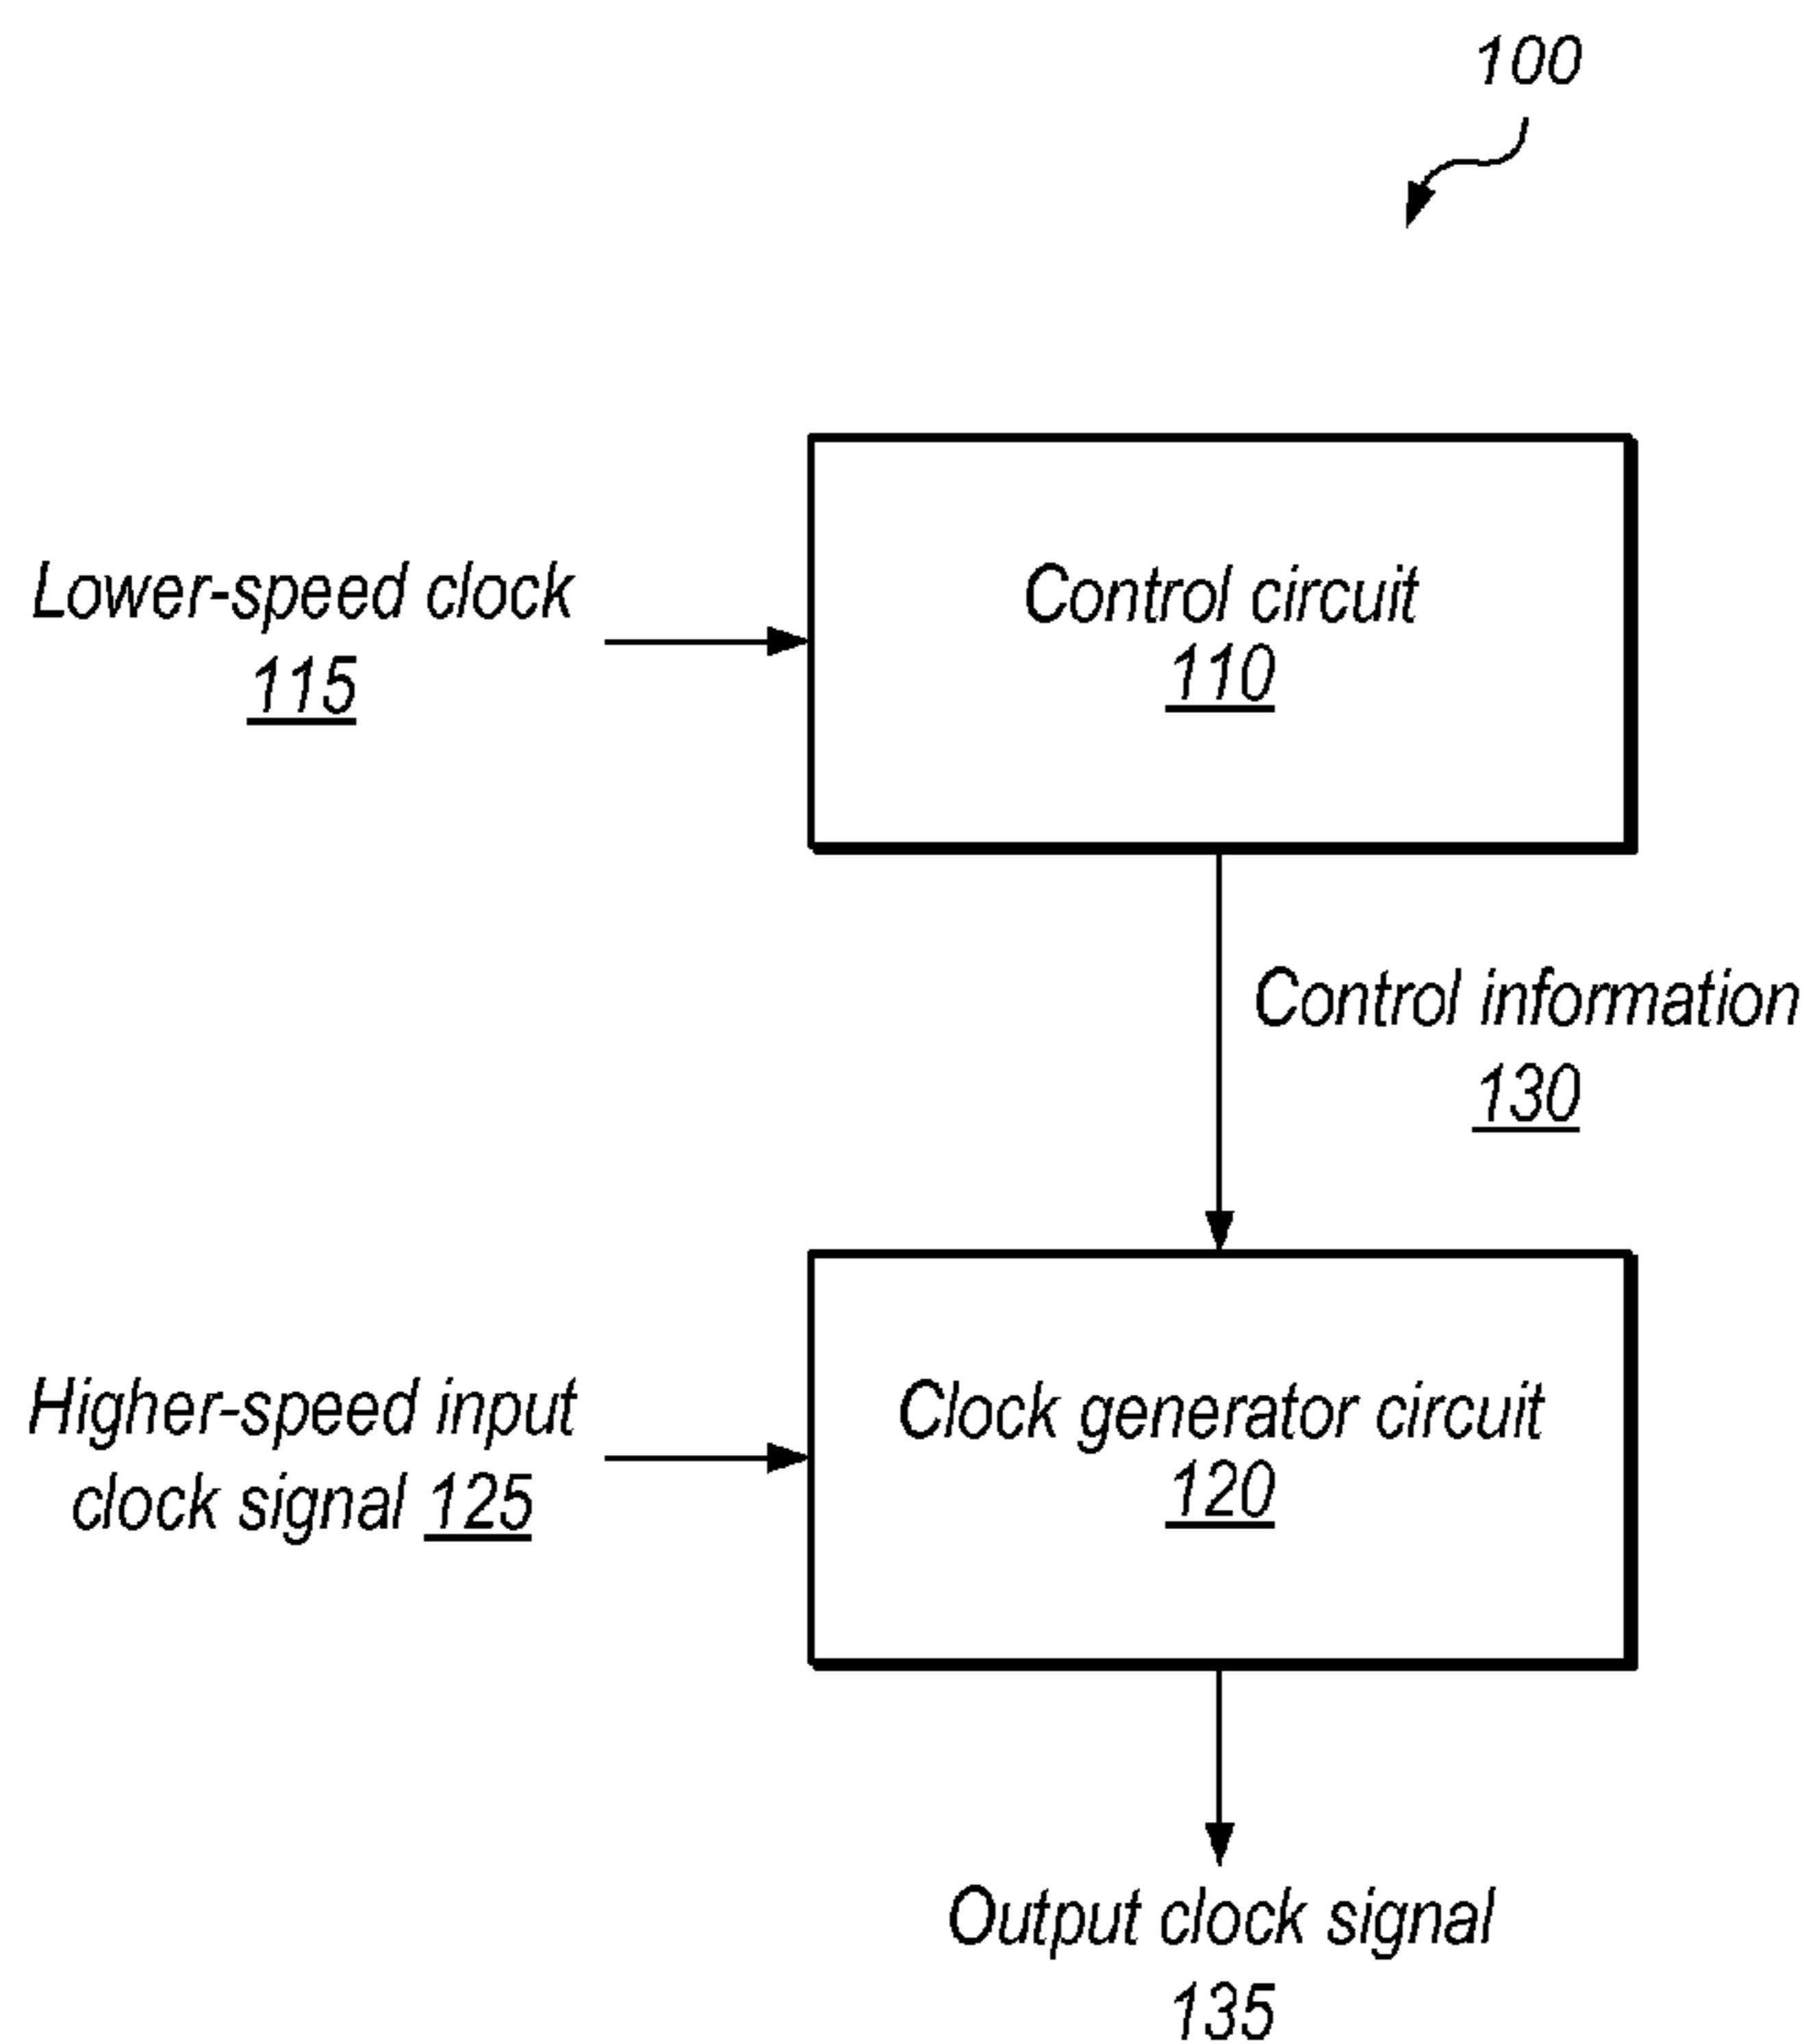 100
Lower-speed clock
115
Control circuit
110
Control information
130
Higher-speed input
clock signal 125
Clock generator circuit
120
Output clock signal
135